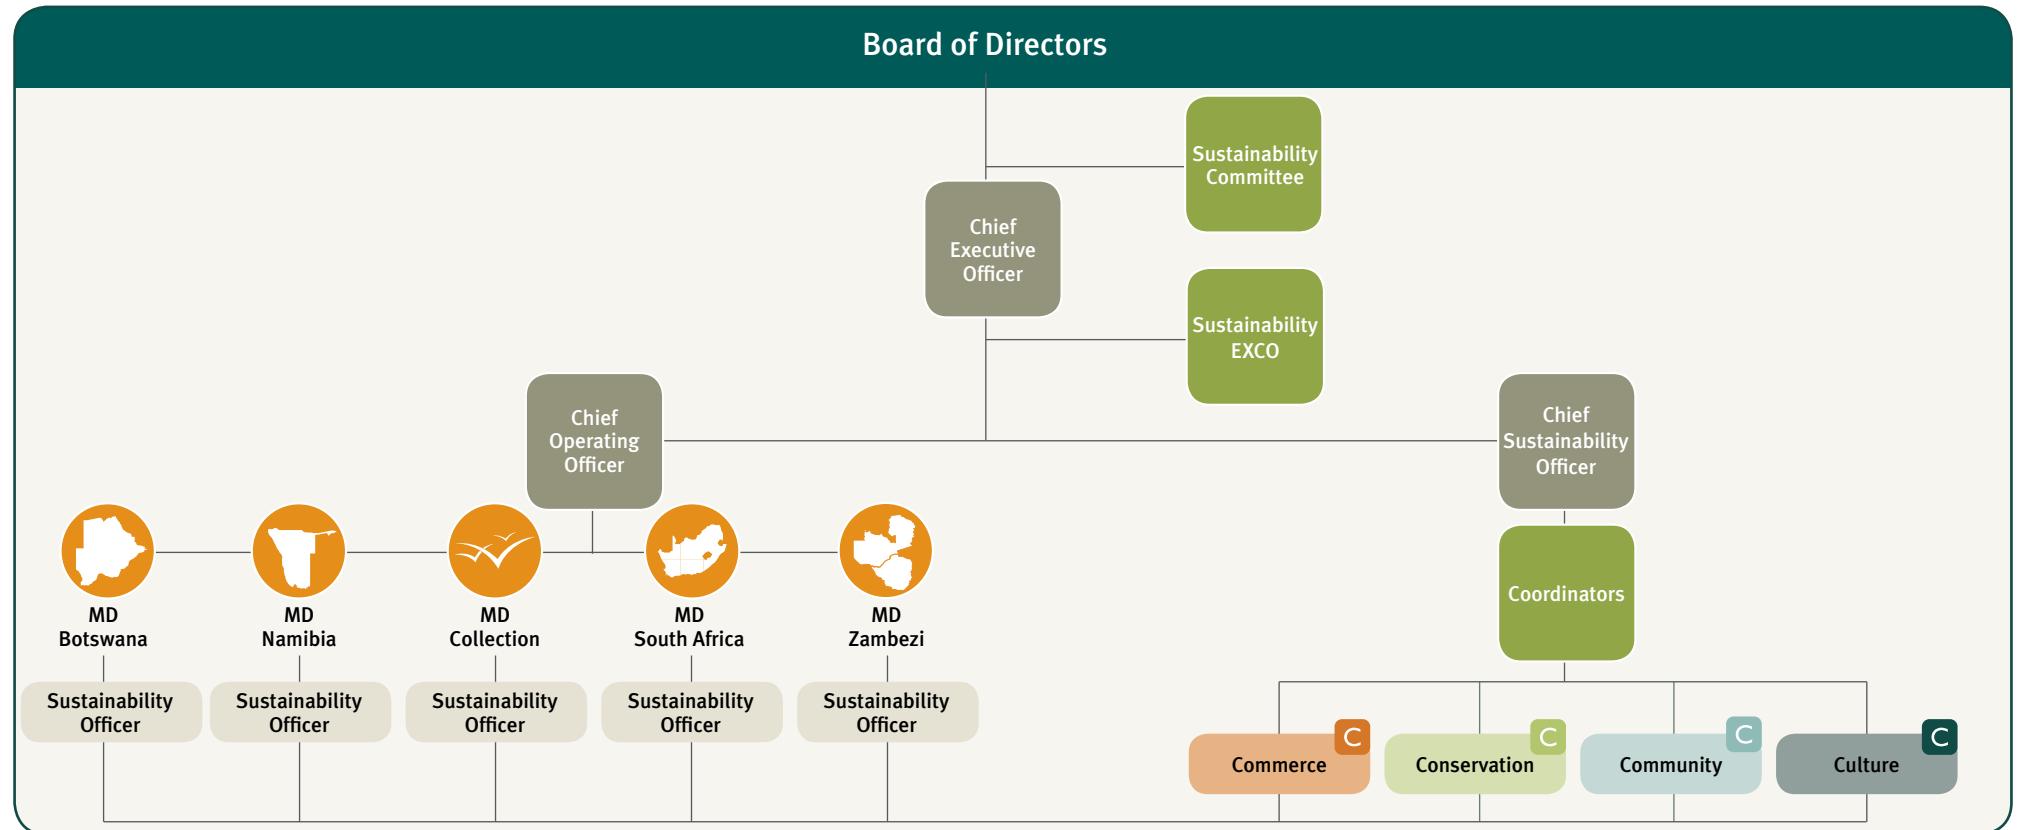 Board of Directors
Sustainability
Committee
Chief
Executive
Officer
Sustainability
EXCO
Chief
Operating
Officer
Chief
Sustainability
Officer
MD
Botswana
MD
Namibia
MD
Collection
MD
South Africa
MD
Zambezi
Coordinators
Sustainability
Officer
Sustainability
Officer
Sustainability
Officer
Sustainability
Officer
Sustainability
Officer
C
Commerce
C
Conservation
C
Community
C
Culture